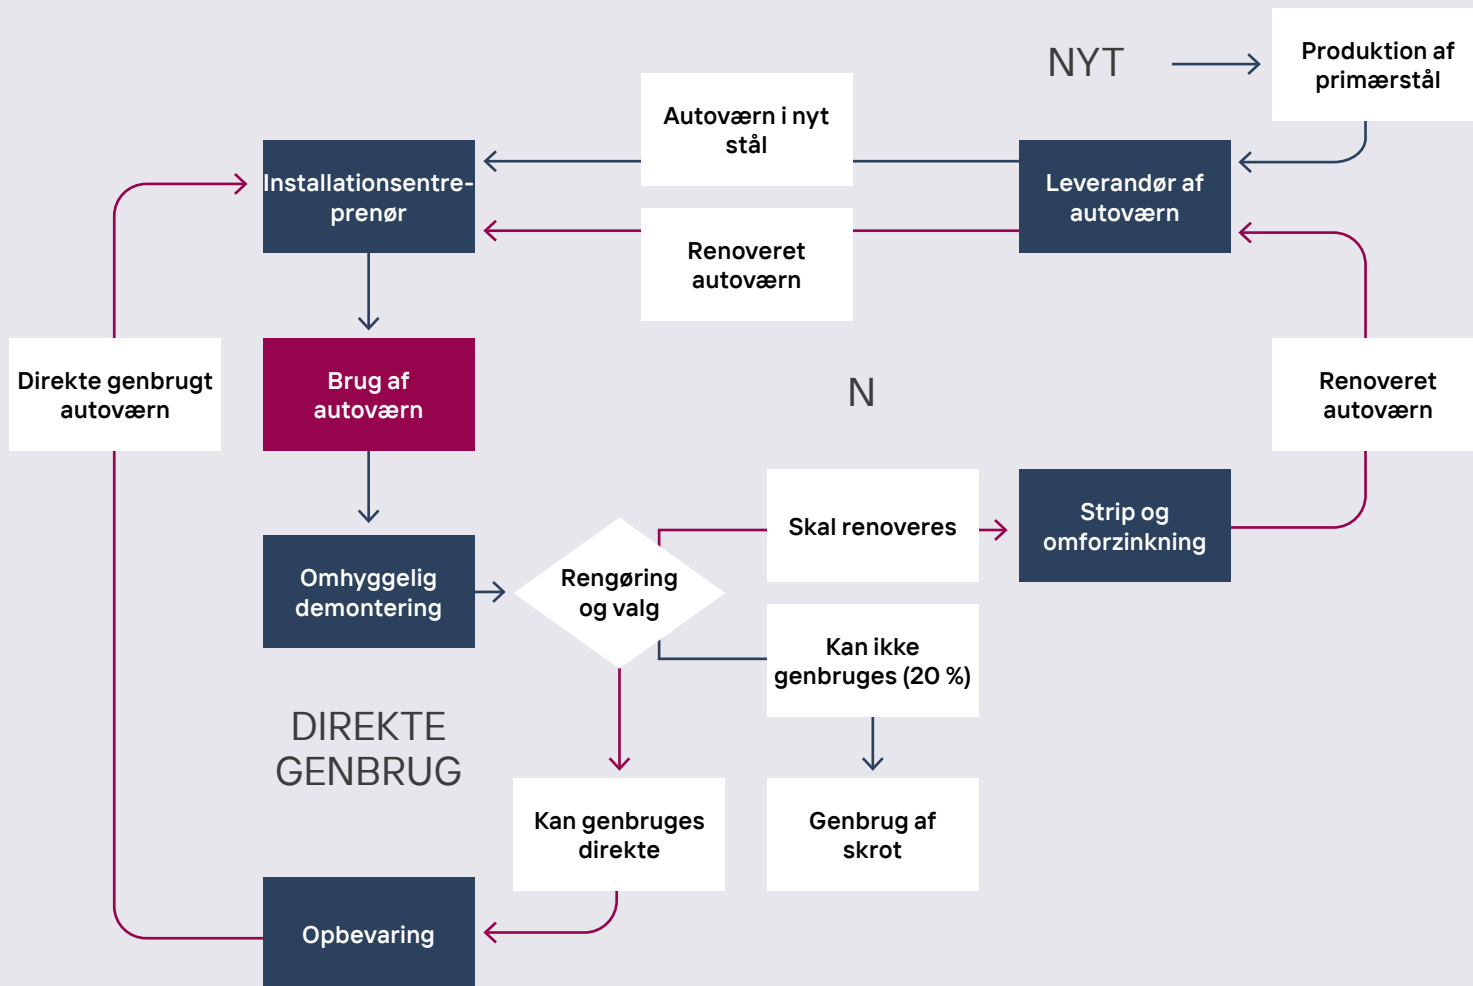 NYT
Produktion af
primærstål
Autoværn i nyt
stål
Installationsentre-
prenør
Leverandør af
autoværn
Renoveret
autoværn
Direkte genbrugt
autoværn
Brug af
autoværn
N
Renoveret
autoværn
Skal renoveres
Strip og
omforzinkning
Omhyggelig
demontering
Rengøring
og valg
Kan ikke
genbruges (20 %)
DIREKTE
GENBRUG
Kan genbruges
direkte
Genbrug af
skrot
Opbevaring